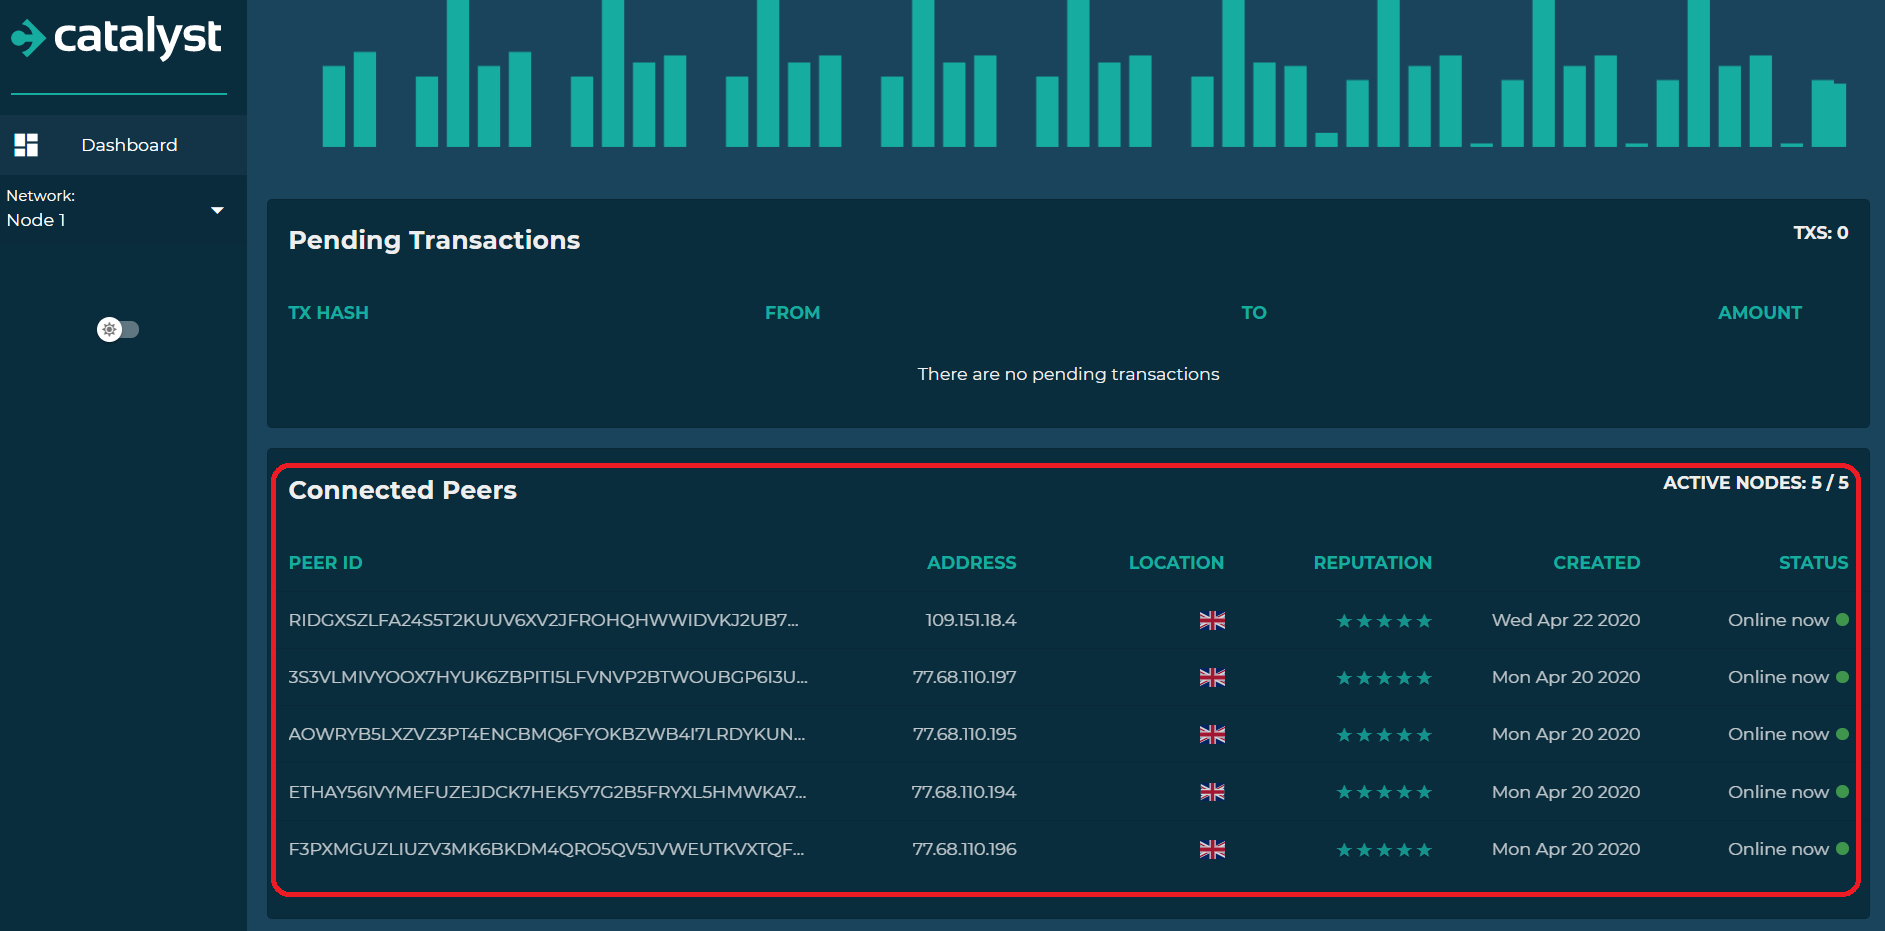 catalyst
Dashboard
Network:
Node 1
Pending Transactions
TXS: 0
TX HASH FROM TO AMOUNT
There are no pending transactions
Connected Peers
ACTIVE NODES: 5 / 5
PEER ID ADDRESS LOCATION REPUTATION CREATED STATUS
RIDGXSZLFA24S5T2KUUV6XV2JFROHQHWWIDVKJ2UB7... 109.151.18.4 Wed Apr 22 2020 Online now
3S3VLMIVYOOX7HYUK6ZBPITI5LFVNVP2BTWOUBGP6I3U... 77.68.110.197 Mon Apr 20 2020 Online now
AOWRYB5LXZVZ3PT4ENCBMQ6FYOKBZWB4I7LRDYKUN... 77.68.110.195 Mon Apr 20 2020 Online now
ETHAY56IVYMEFUZEJDCK7HEK5Y7G2B5FRYXL5HMWKA7... 77.68.110.194 Mon Apr 20 2020 Online now
F3PXMGUZLIUZV3MK6BKDM4QRO5QV5JVWEUTKVXTQF... 77.68.110.196 Mon Apr 20 2020 Online now